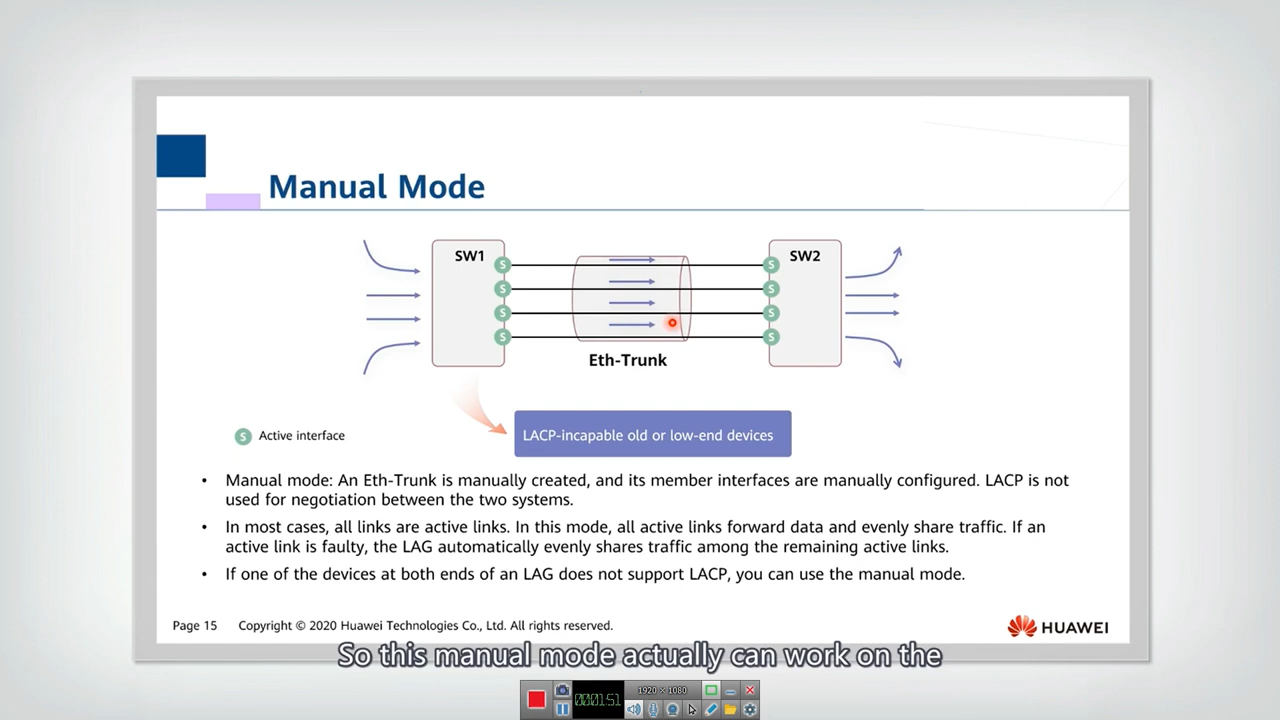 Manual Mode
SW1
SW2
S
S
S
S
S
S
S
S
Eth-Trunk
S Active interface
LACP-incapable old or low-end devices
• Manual mode: An Eth-Trunk is manually created, and its member interfaces are manually configured. LACP is not
used for negotiation between the two systems.
• In most cases, all links are active links. In this mode, all active links forward data and evenly share traffic. If an
active link is faulty, the LAG automatically evenly shares traffic among the remaining active links.
• If one of the devices at both ends of an LAG does not support LACP, you can use the manual mode.
Page 15 Copyright © 2020 Huawei Technologies Co., Ltd. All rights reserved.
HUAWEI
So this manual mode actually can work on the
1920 × 1080
000:01:51